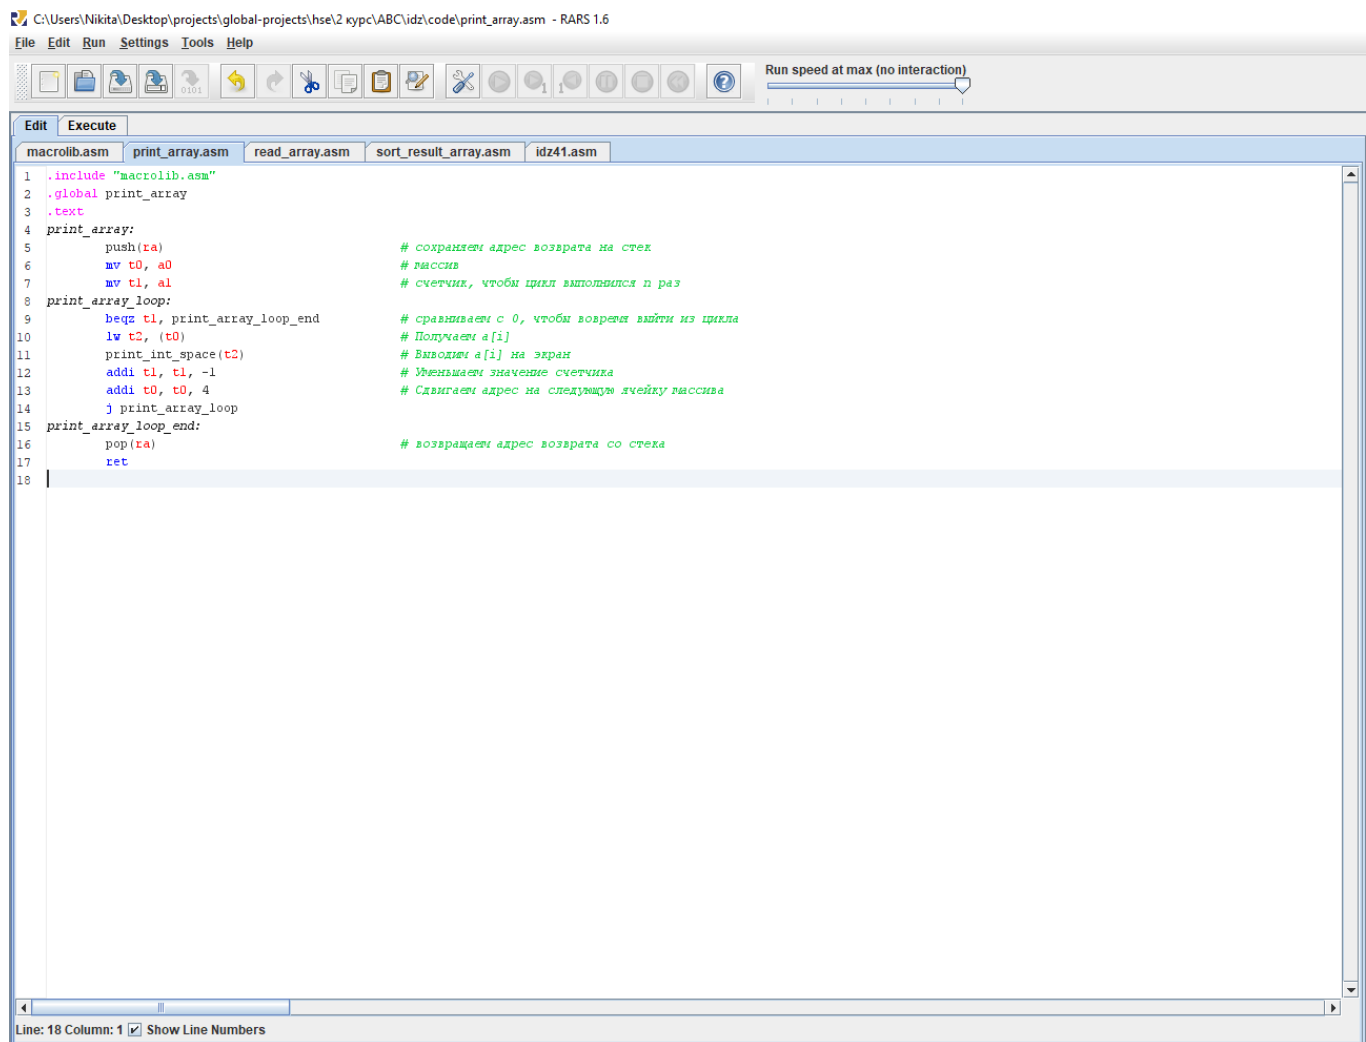 C:\Users\Nikita\Desktop\projects\global-projects\hse\2 курс\ABC\idz\code\print_array.asm - RARS 1.6
File Edit Run Settings Tools Help
Run speed at max (no interaction)
Edit Execute
macrolib.asm print_array.asm read_array.asm sort_result_array.asm idz41.asm
1 .include "macrolib.asm"
2 .global print_array
3 .text
4 print_array:
5 push(ra) # сохраняем адрес возврата на стек
6 mv t0, a0 # массив
7 mv t1, a1 # счетчик, чтобы цикл выполнился n раз
8 print_array_loop:
9 beqz t1, print_array_loop_end # сравниваем с 0, чтобы вовремя выйти из цикла
10 lw t2, (t0) # Получаем a[i]
11 print_int_space(t2) # Выводим a[i] на экран
12 addi t1, t1, -1 # Уменьшаем значение счетчика
13 addi t0, t0, 4 # Сдвигаем адрес на следующую ячейку массива
14 j print_array_loop
15 print_array_loop_end:
16 pop(ra) # возвращаем адрес возврата со стека
17 ret
18
Line: 18 Column: 1 Show Line Numbers